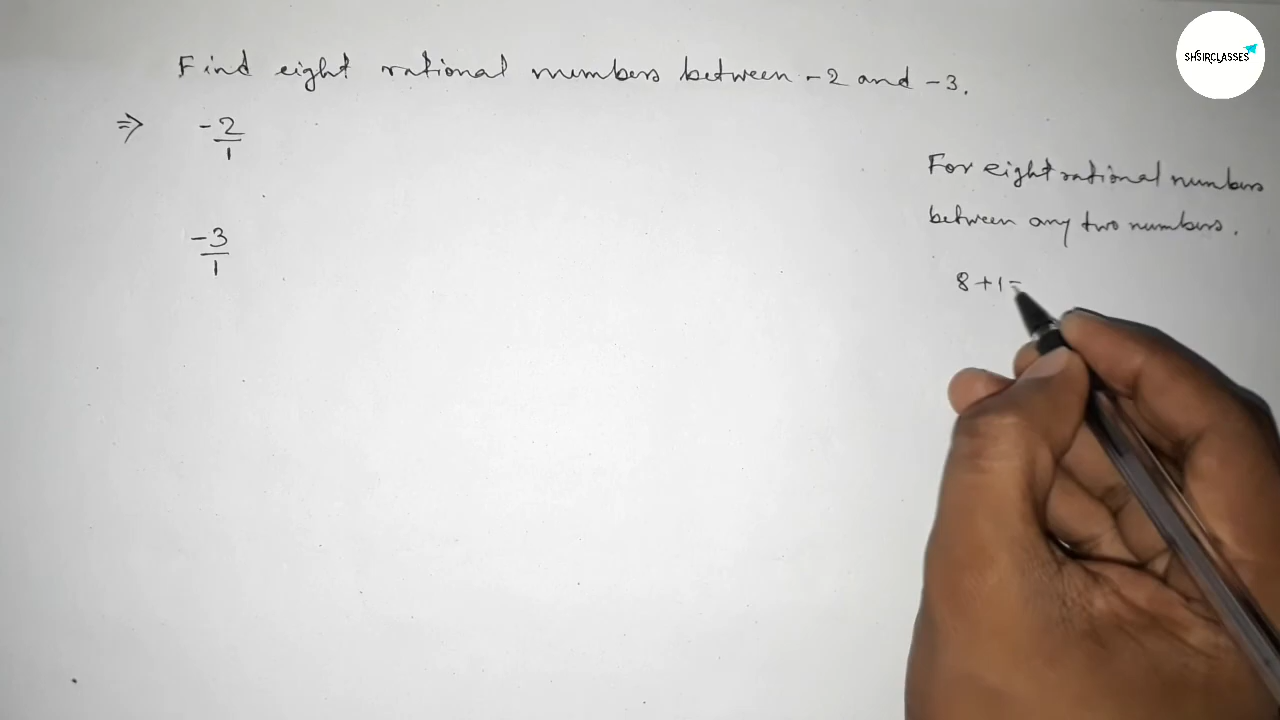 SHSIRCLASSES
Find eight rational numbers between -2 and -3.
⇒ -2/1
For eight rational numbers
between any two numbers.
-3/1
8+1=